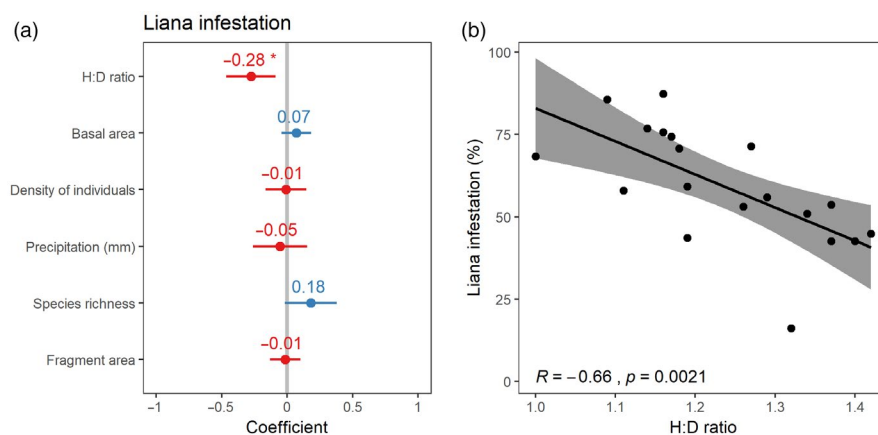 (a)
Liana infestation
H:D ratio
−0.28 *
Basal area
0.07
Density of individuals
−0.01
Precipitation (mm)
−0.05
Species richness
0.18
Fragment area
−0.01
−1
0
0.5
1
Coefficient
(b)
Liana infestation (%)
100
75
50
25
0
R = −0.66 , p = 0.0021
1.0
1.1
1.2
1.3
1.4
H:D ratio